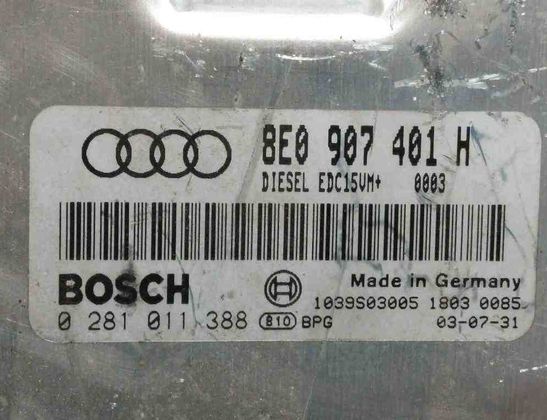 8E0 907 401 H
DIESEL EDC15VM+ 0003
BOSCH
Made in Germany
1039S03005 1803 0085
0 281 011 388 810 BPG 03-07-31